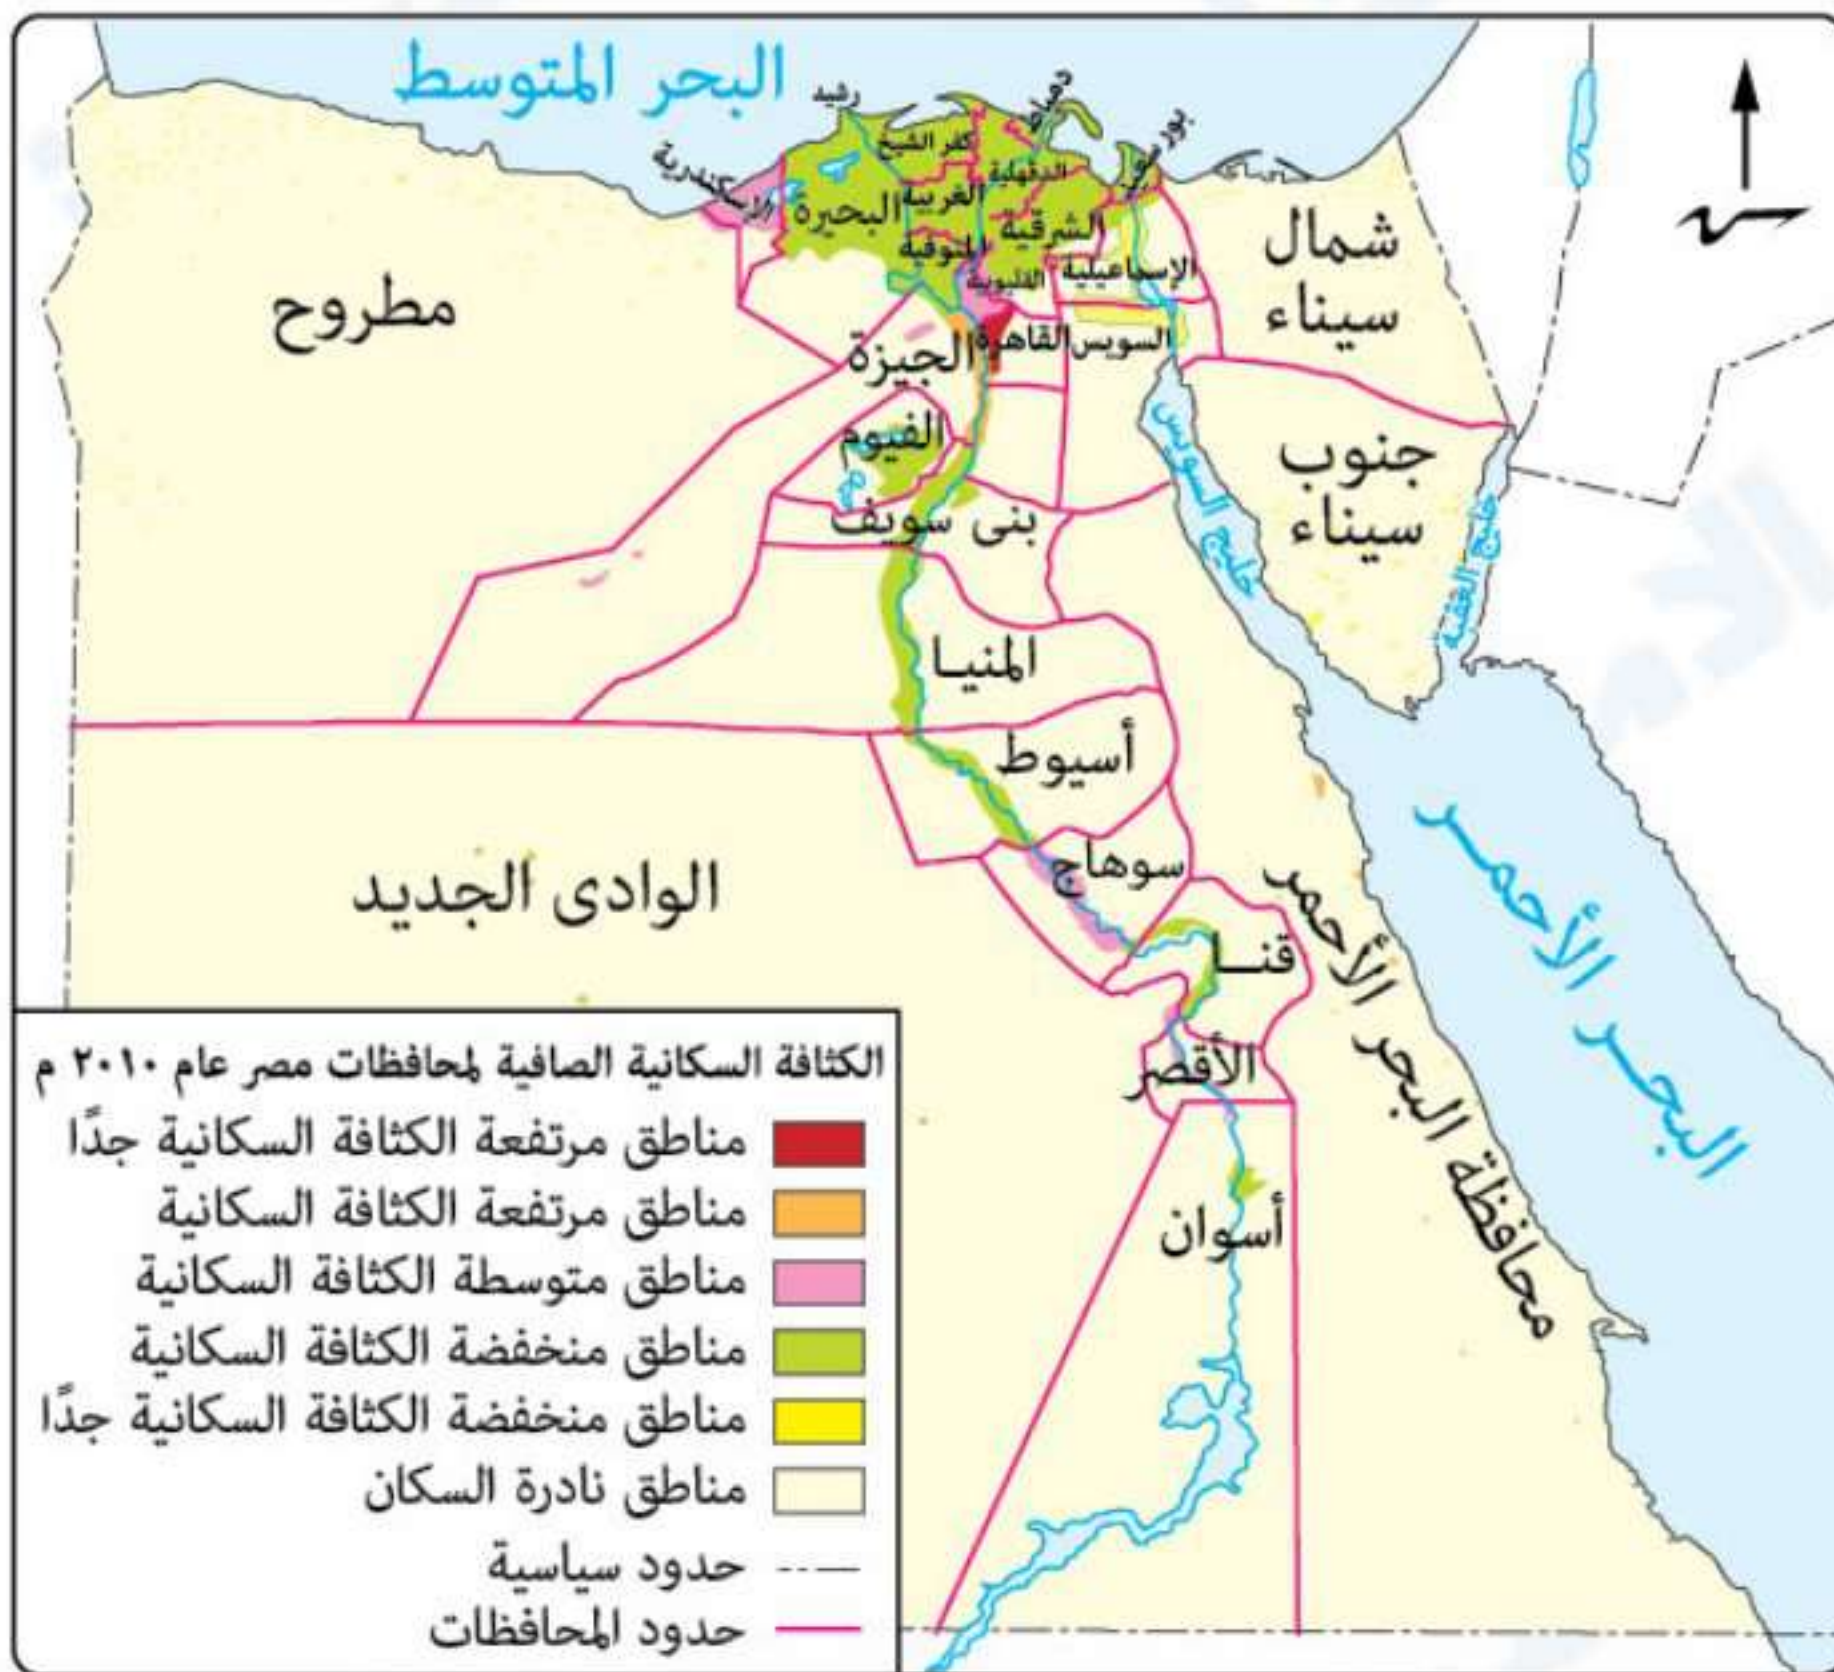 البحر المتوسط
رشيد
دمياط
بور سعيد
كفر الشيخ
الدقهلية
الإسكندرية
البحيرة
الغربية
الشرقية
المنوفية
القليوبية
الإسماعيلية
شمال
سيناء
مطروح
الجيزة
القاهرة
السويس
الفيوم
خليج السويس
جنوب
سيناء
خليج العقبة
بنى سويف
المنيا
أسيوط
سوهاج
قنا
الوادى الجديد
البحر الأحمر
محافظة البحر الأحمر
الأقصر
أسوان
الكثافة السكانية الصافية لمحافظات مصر عام ٢٠١٠ م
مناطق مرتفعة الكثافة السكانية جدًا
مناطق مرتفعة الكثافة السكانية
مناطق متوسطة الكثافة السكانية
مناطق منخفضة الكثافة السكانية
مناطق منخفضة الكثافة السكانية جدًا
مناطق نادرة السكان
حدود سياسية
حدود المحافظات